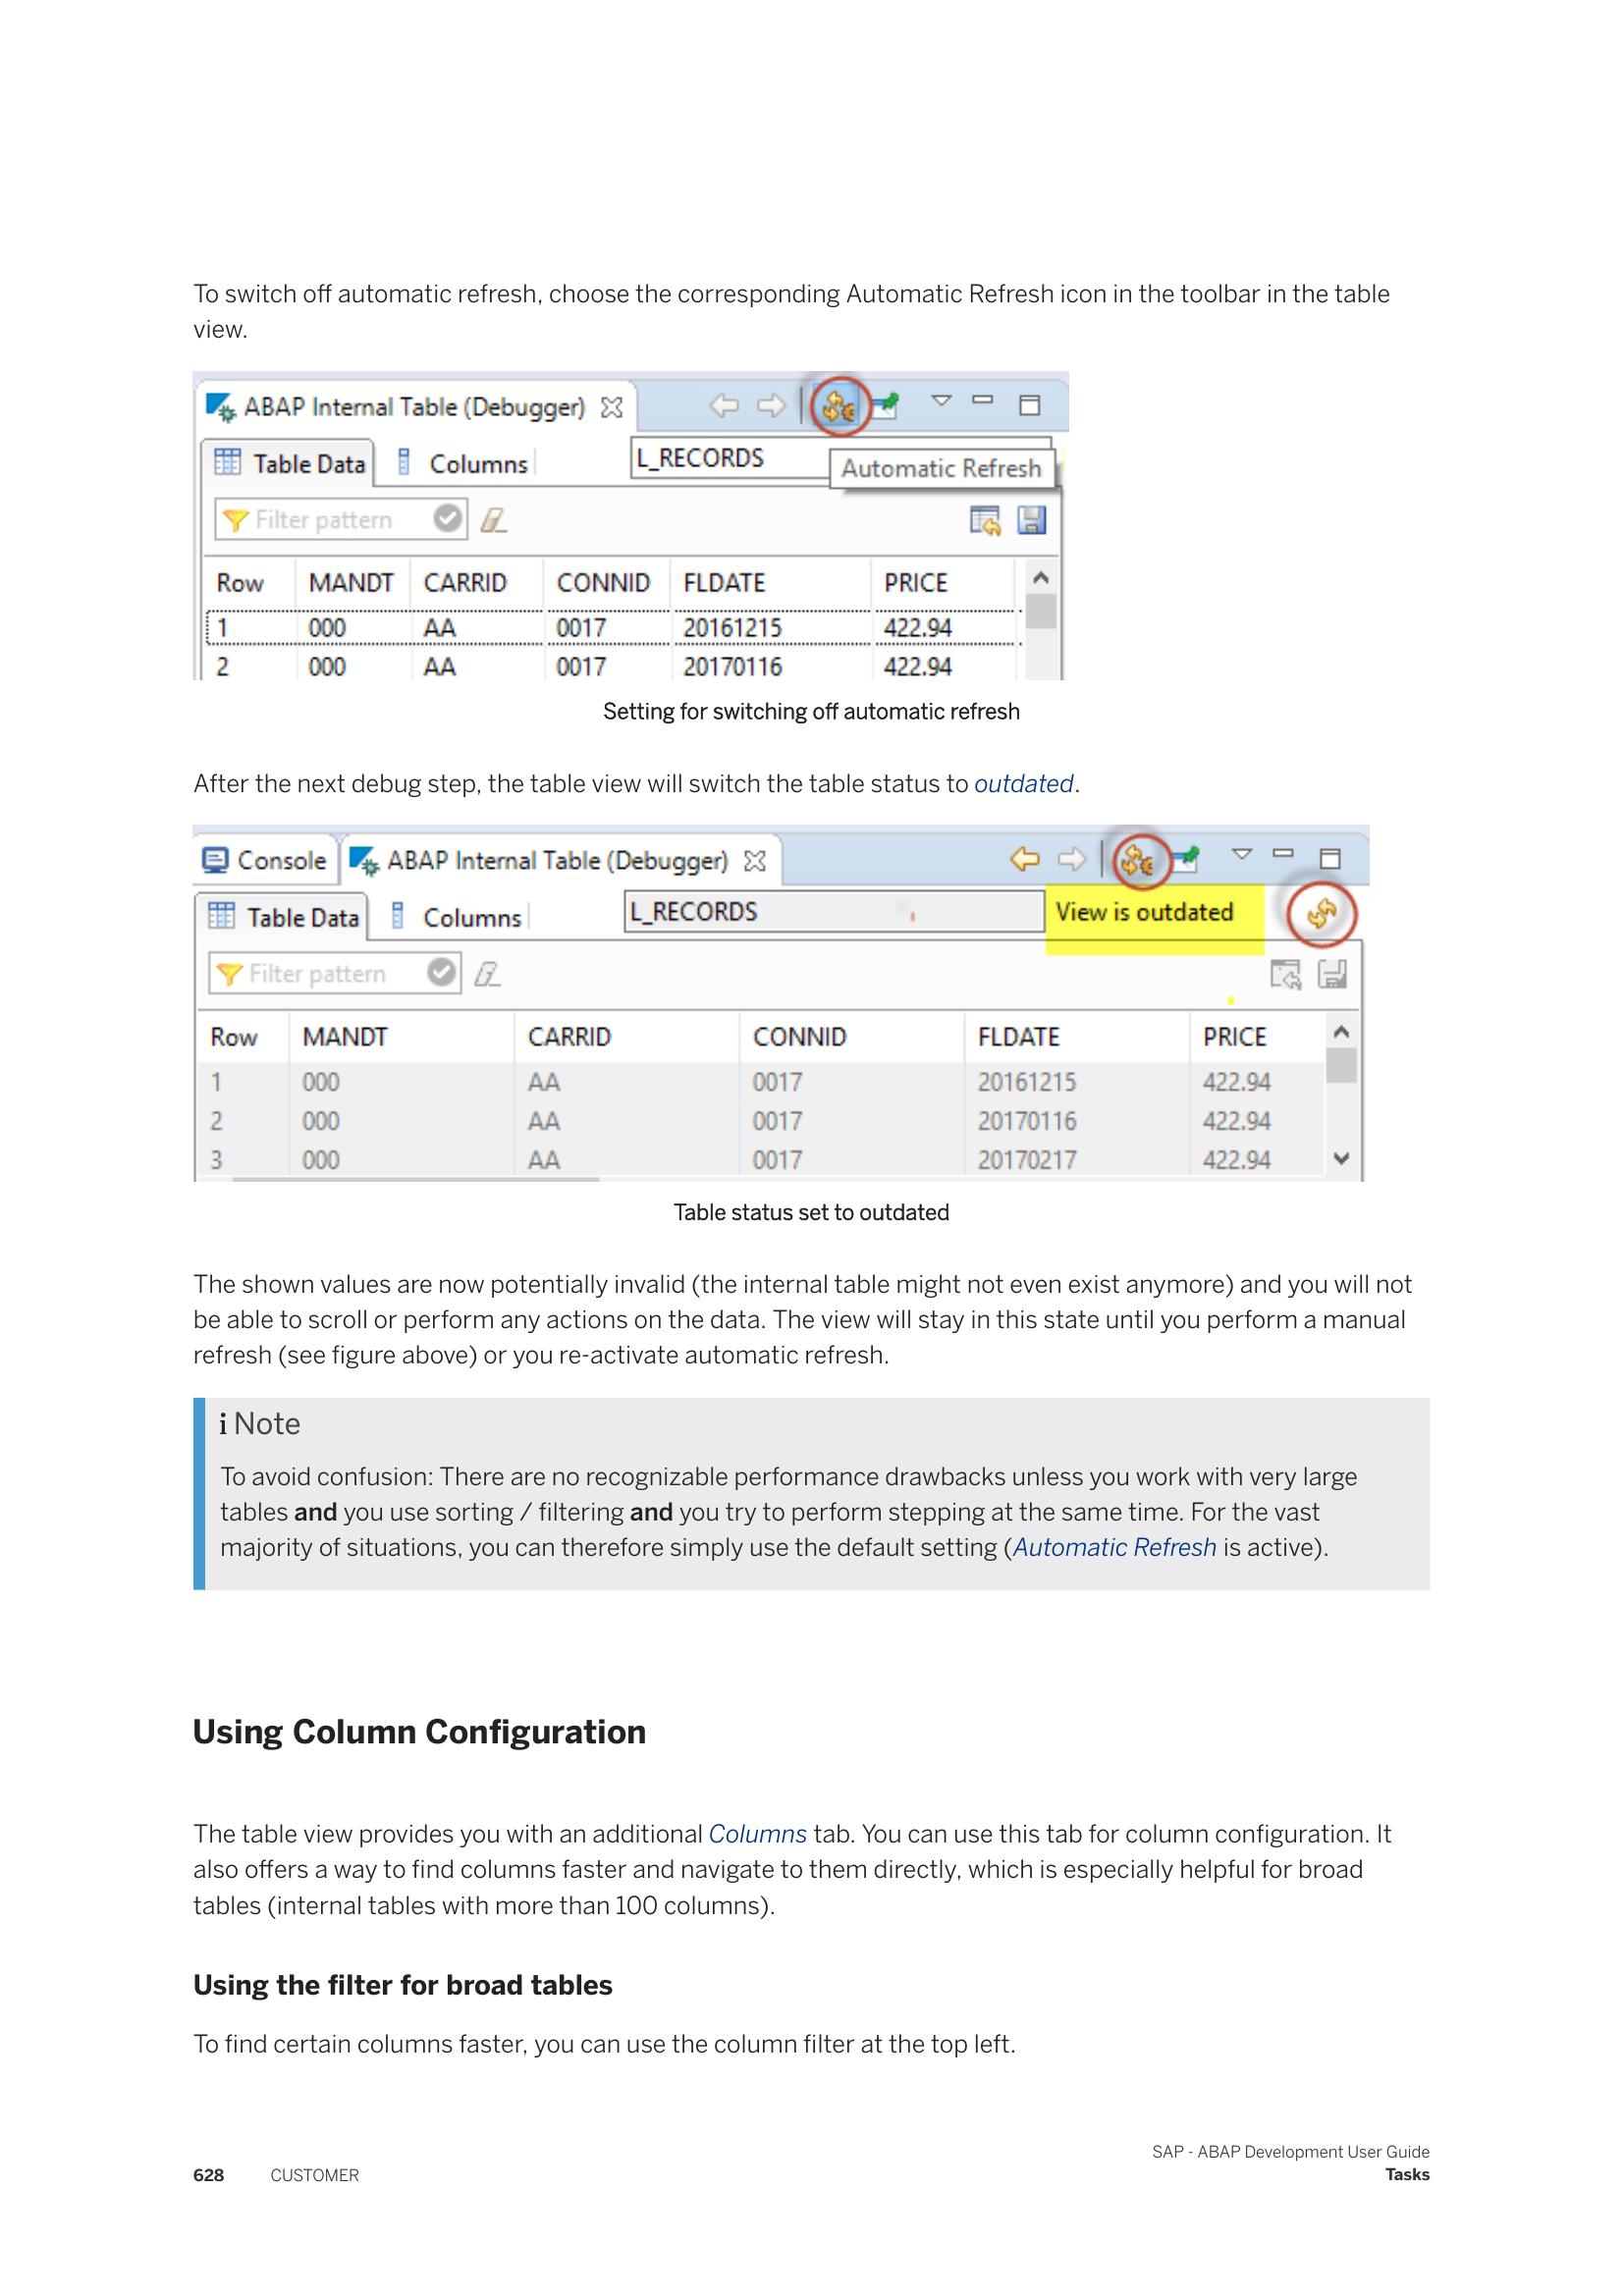 To switch off automatic refresh, choose the corresponding Automatic Refresh icon in the toolbar in the table
view.
ABAP Internal Table (Debugger)
Table Data Columns L_RECORDS Automatic Refresh
Filter pattern
Row MANDT CARRID CONNID FLDATE PRICE
1 000 AA 0017 20161215 422.94
2 000 AA 0017 20170116 422.94
Setting for switching off automatic refresh
After the next debug step, the table view will switch the table status to outdated.
Console ABAP Internal Table (Debugger)
Table Data Columns L_RECORDS View is outdated
Filter pattern
Row MANDT CARRID CONNID FLDATE PRICE
1 000 AA 0017 20161215 422.94
2 000 AA 0017 20170116 422.94
3 000 AA 0017 20170217 422.94
Table status set to outdated
The shown values are now potentially invalid (the internal table might not even exist anymore) and you will not
be able to scroll or perform any actions on the data. The view will stay in this state until you perform a manual
refresh (see figure above) or you re-activate automatic refresh.
i Note
To avoid confusion: There are no recognizable performance drawbacks unless you work with very large
tables and you use sorting / filtering and you try to perform stepping at the same time. For the vast
majority of situations, you can therefore simply use the default setting (Automatic Refresh is active).
Using Column Configuration
The table view provides you with an additional Columns tab. You can use this tab for column configuration. It
also offers a way to find columns faster and navigate to them directly, which is especially helpful for broad
tables (internal tables with more than 100 columns).
Using the filter for broad tables
To find certain columns faster, you can use the column filter at the top left.
SAP - ABAP Development User Guide
628 CUSTOMER Tasks